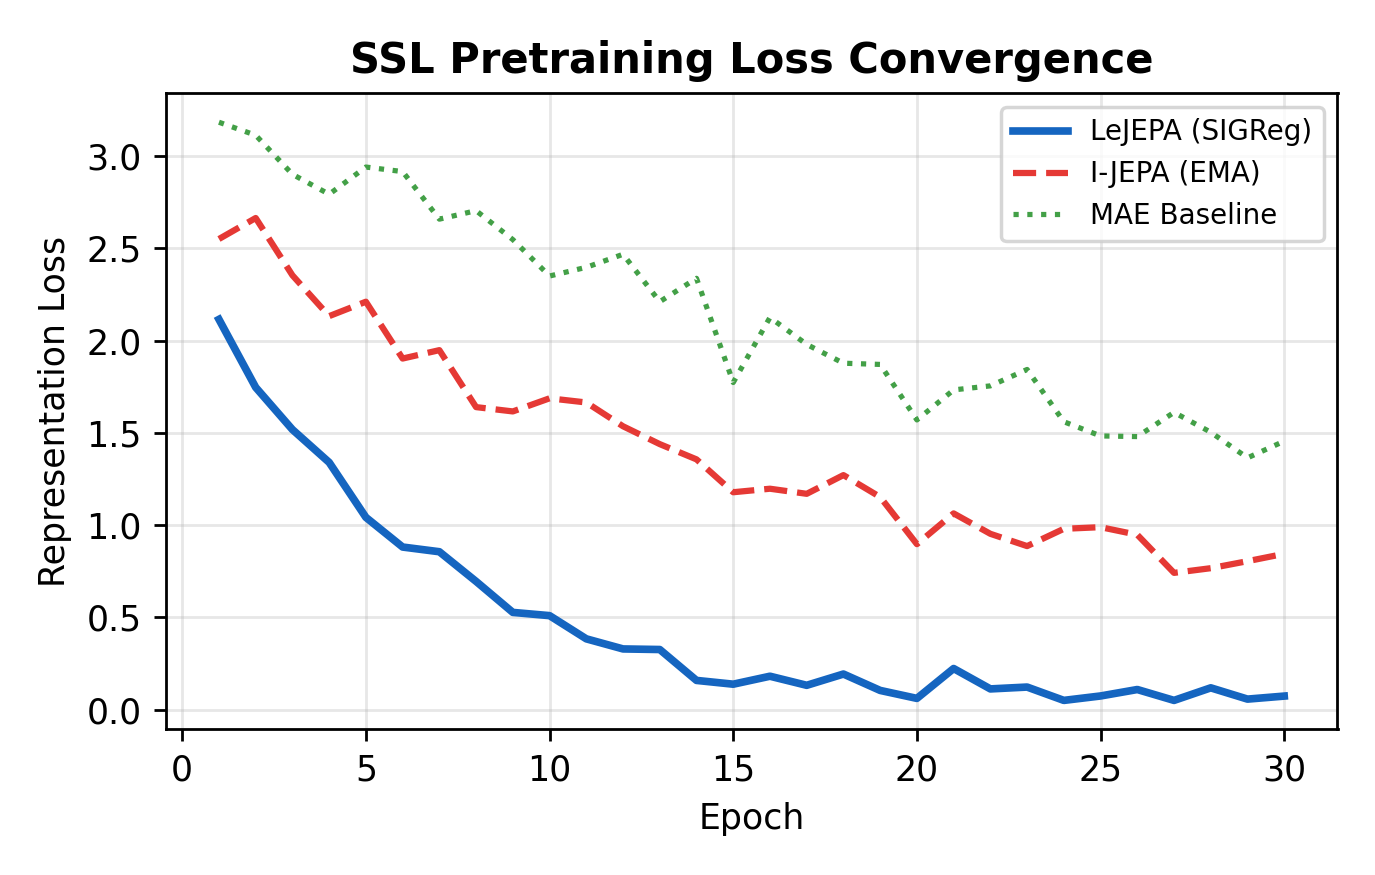 SSL Pretraining Loss Convergence
LeJEPA (SIGReg)
I-JEPA (EMA)
MAE Baseline
Representation Loss
3.0
2.5
2.0
1.5
1.0
0.5
0.0
0 5 10 15 20 25 30
Epoch